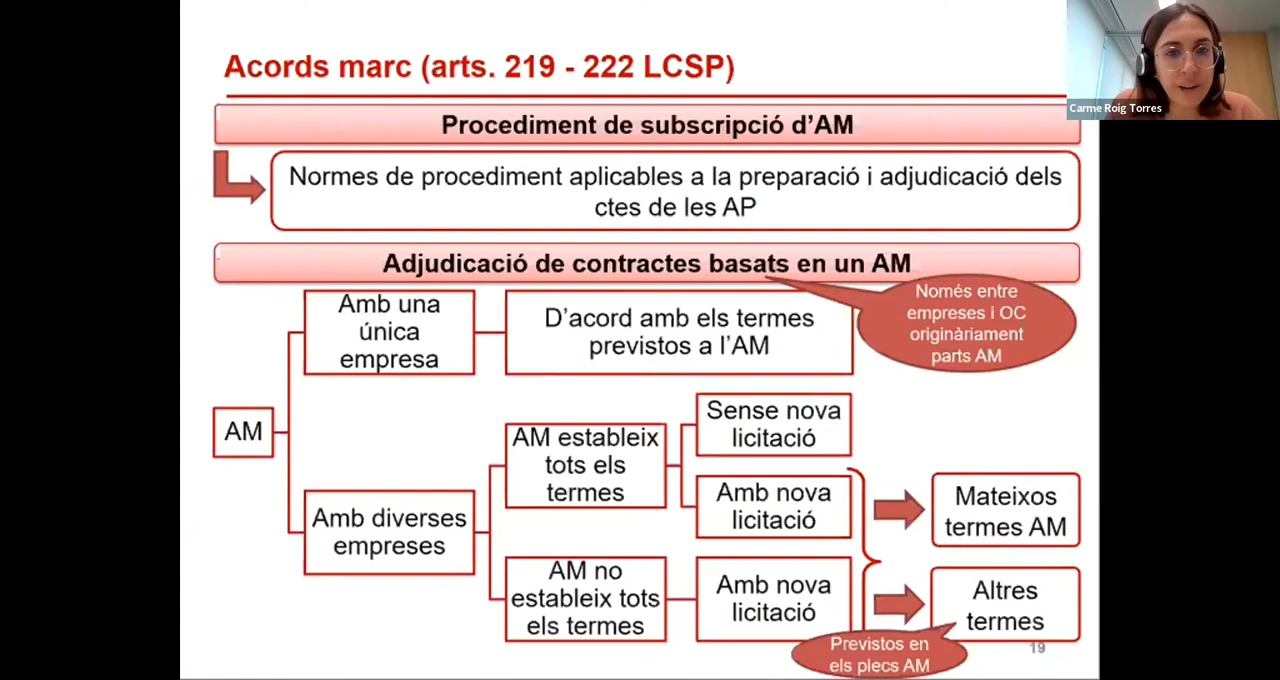 Acords marc (arts. 219 - 222 LCSP)
Carme Roig Torres
Procediment de subscripció d'AM
Normes de procediment aplicables a la preparació i adjudicació dels
ctes de les AP
Adjudicació de contractes basats en un AM
Només entre
empreses i OC
originàriament
parts AM
Amb una
única
empresa
D'acord amb els termes
previstos a l'AM
AM
Amb diverses
empreses
AM estableix
tots els
termes
Sense nova
licitació
Amb nova
licitació
Mateixos
termes AM
AM no
estableix tots
els termes
Amb nova
licitació
Altres
termes
Previstos en
els plecs AM
19